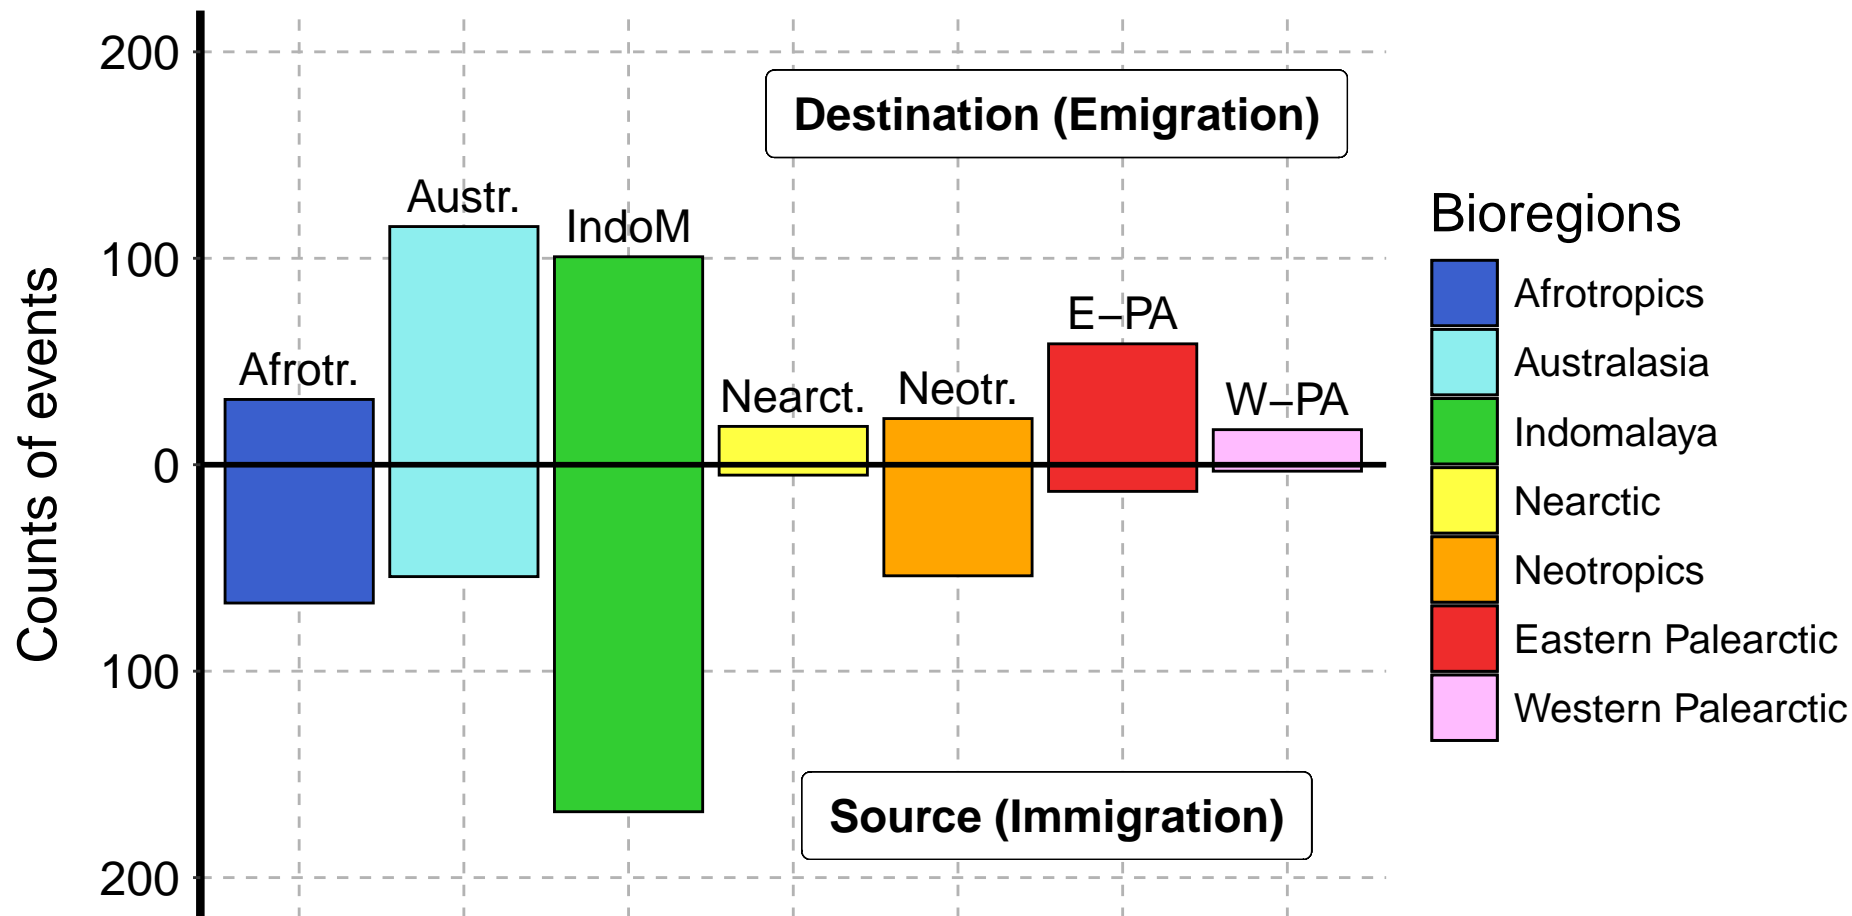 200
100
0
100
200
Counts of events
Destination (Emigration)
Austr.
IndoM
E−PA
Afrotr.
Nearct.
Neotr.
W−PA
Source (Immigration)
Bioregions
Afrotropics
Australasia
Indomalaya
Nearctic
Neotropics
Eastern Palearctic
Western Palearctic